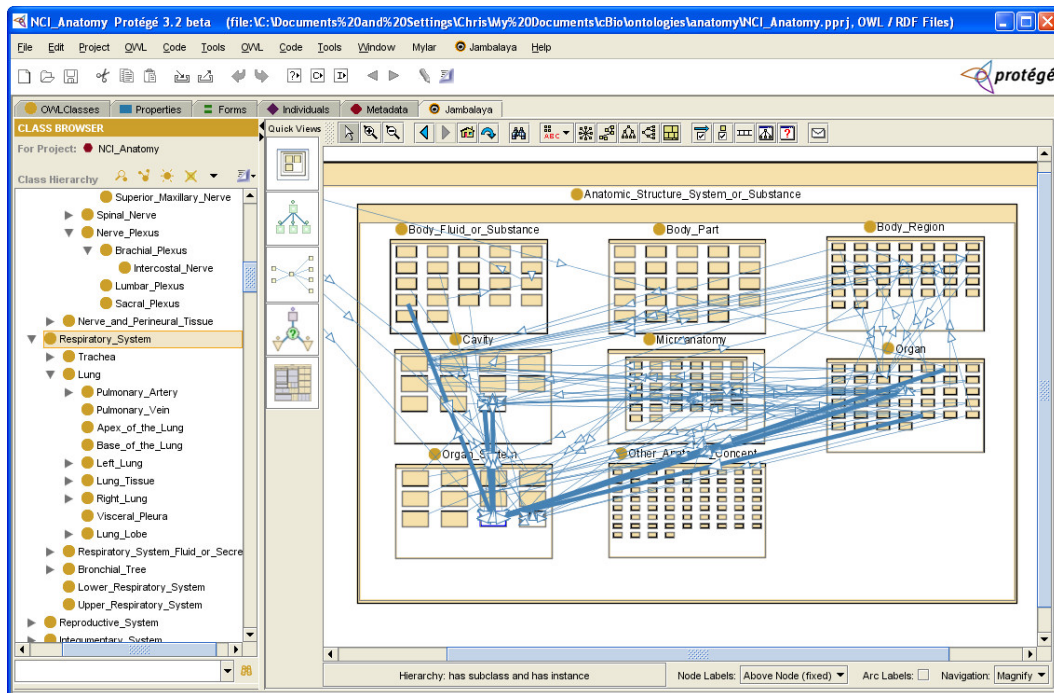 NCI_Anatomy Protégé 3.2 beta (file:\C:\Documents%20and%20Settings\Chris\My%20Documents\cBio\ontologies\anatomy\NCI_Anatomy.pprj, OWL / RDF Files)
File Edit Project OWL Code Tools OWL Code Tools Window Mylar Jambalaya Help
protégé
OWLClasses Properties Forms Individuals Metadata Jambalaya
CLASS BROWSER
For Project: NCI_Anatomy
Class Hierarchy
Superior_Maxillary_Nerve
Spinal_Nerve
Nerve_Plexus
Brachial_Plexus
Intercostal_Nerve
Lumbar_Plexus
Sacral_Plexus
Nerve_and_Perineural_Tissue
Respiratory_System
Trachea
Lung
Pulmonary_Artery
Pulmonary_Vein
Apex_of_the_Lung
Base_of_the_Lung
Left_Lung
Lung_Tissue
Right_Lung
Visceral_Pleura
Lung_Lobe
Respiratory_System_Fluid_or_Secre
Bronchial_Tree
Lower_Respiratory_System
Upper_Respiratory_System
Reproductive_System
Integumentary_System
Quick Views
ABC
Anatomic_Structure_System_or_Substance
Body_Fluid_or_Substance
Body_Part
Body_Region
Cavity
Microanatomy
Organ
Organ_System
Other_Anatomic_Concept
Hierarchy: has subclass and has instance
Node Labels: Above Node (fixed)
Arc Labels:
Navigation: Magnify